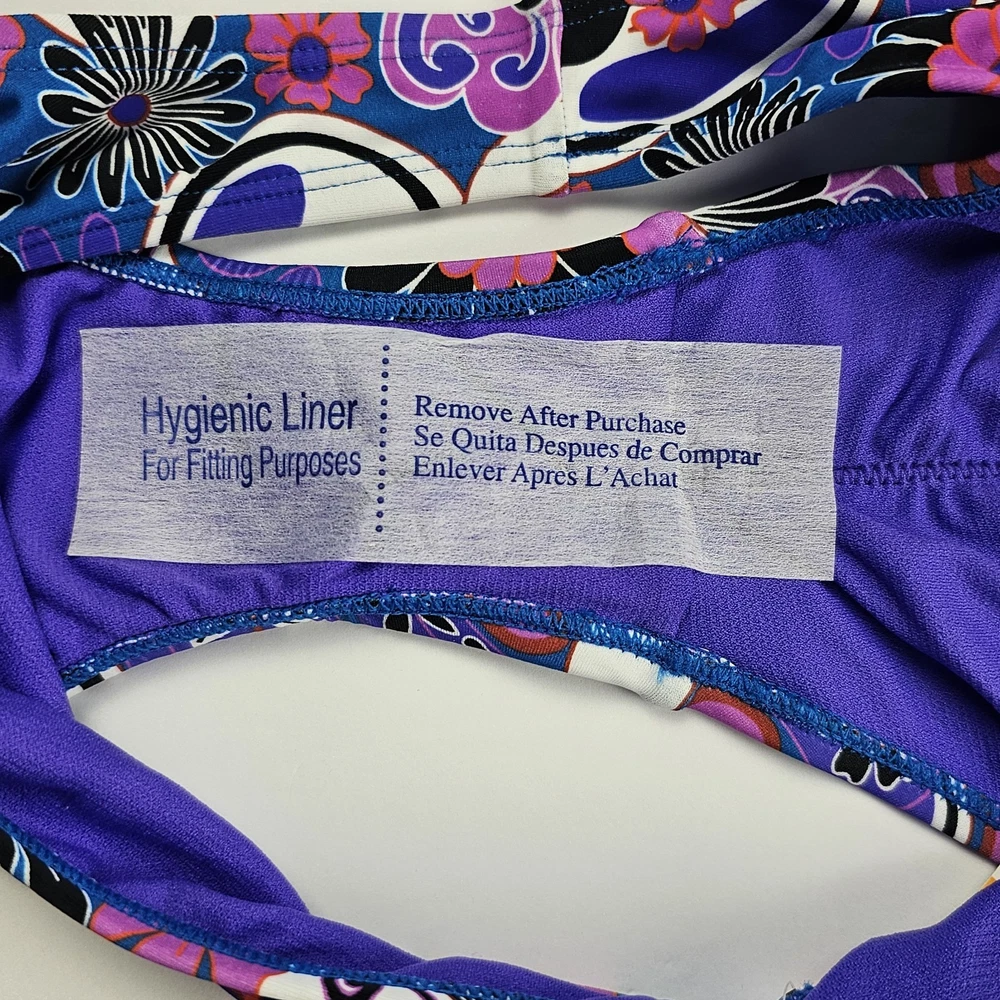 Hygienic Liner
For Fitting Purposes
Remove After Purchase
Se Quita Despues de Comprar
Enlever Apres L'Achat